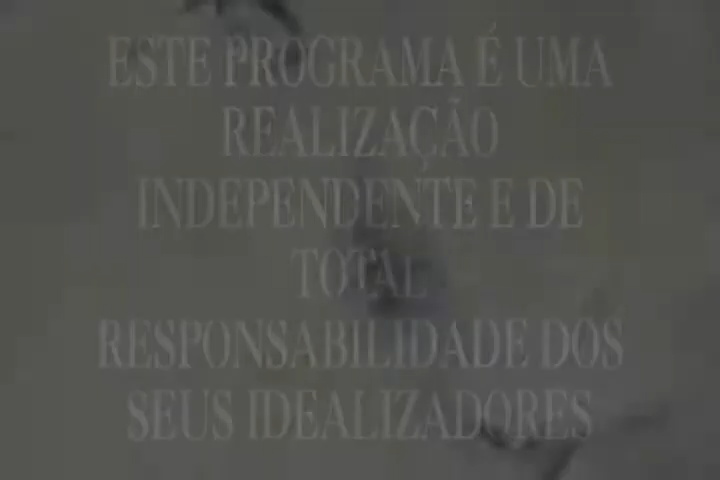 ESTE PROGRAMA É UMA
REALIZAÇÃO
INDEPENDENTE E DE
TOTAL
RESPONSABILIDADE DOS
SEUS IDEALIZADORES